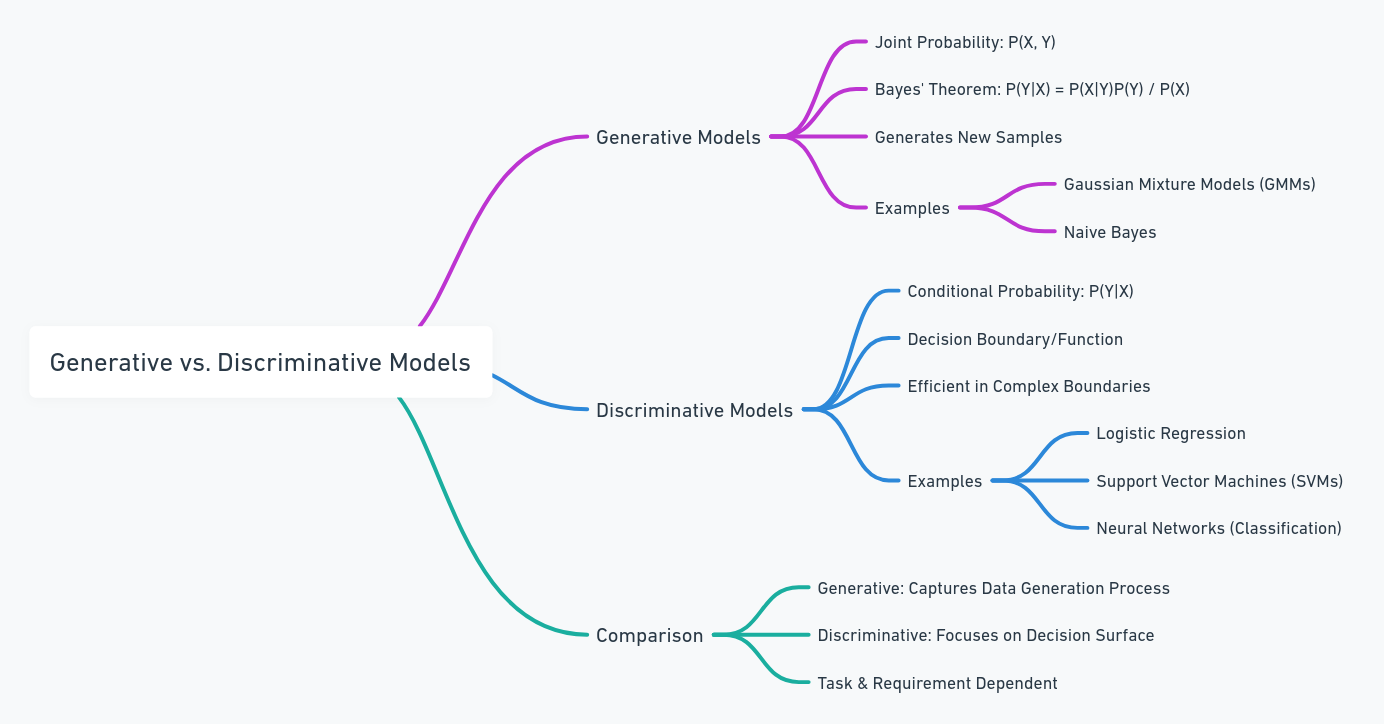 Generative vs. Discriminative Models
Generative Models
Joint Probability: P(X, Y)
Bayes' Theorem: P(Y|X) = P(X|Y)P(Y) / P(X)
Generates New Samples
Examples
Gaussian Mixture Models (GMMs)
Naive Bayes
Discriminative Models
Conditional Probability: P(Y|X)
Decision Boundary/Function
Efficient in Complex Boundaries
Examples
Logistic Regression
Support Vector Machines (SVMs)
Neural Networks (Classification)
Comparison
Generative: Captures Data Generation Process
Discriminative: Focuses on Decision Surface
Task & Requirement Dependent